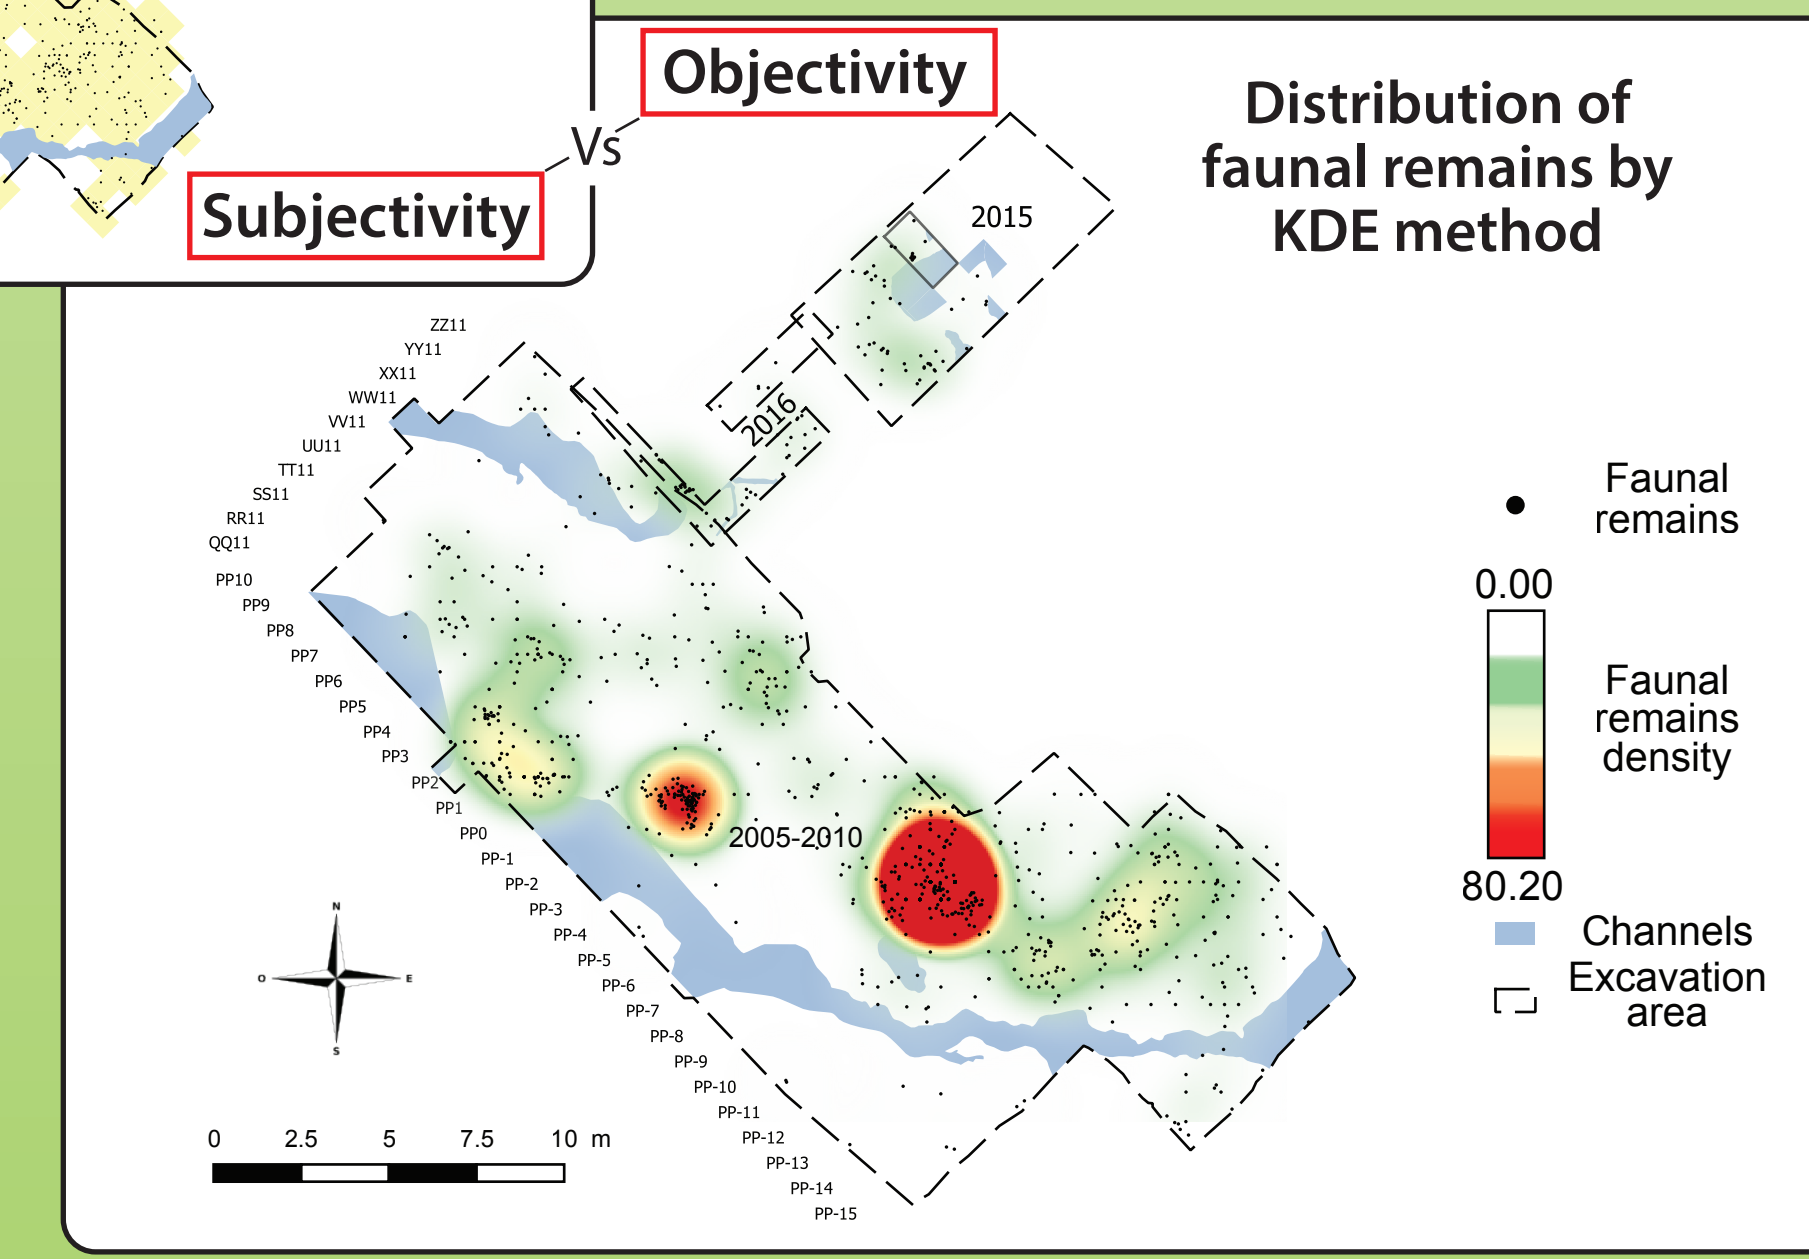 Objectivity
Vs
Subjectivity
Distribution of
faunal remains by
KDE method
2015
2016
2005-2010
ZZ11
YY11
XX11
WW11
VV11
UU11
TT11
SS11
RR11
QQ11
PP10
PP9
PP8
PP7
PP6
PP5
PP4
PP3
PP2
PP1
PP0
PP-1
PP-2
PP-3
PP-4
PP-5
PP-6
PP-7
PP-8
PP-9
PP-10
PP-11
PP-12
PP-13
PP-14
PP-15
N
O
E
S
0 2.5 5 7.5 10 m
Faunal
remains
0.00
Faunal
remains
density
80.20
Channels
Excavation
area